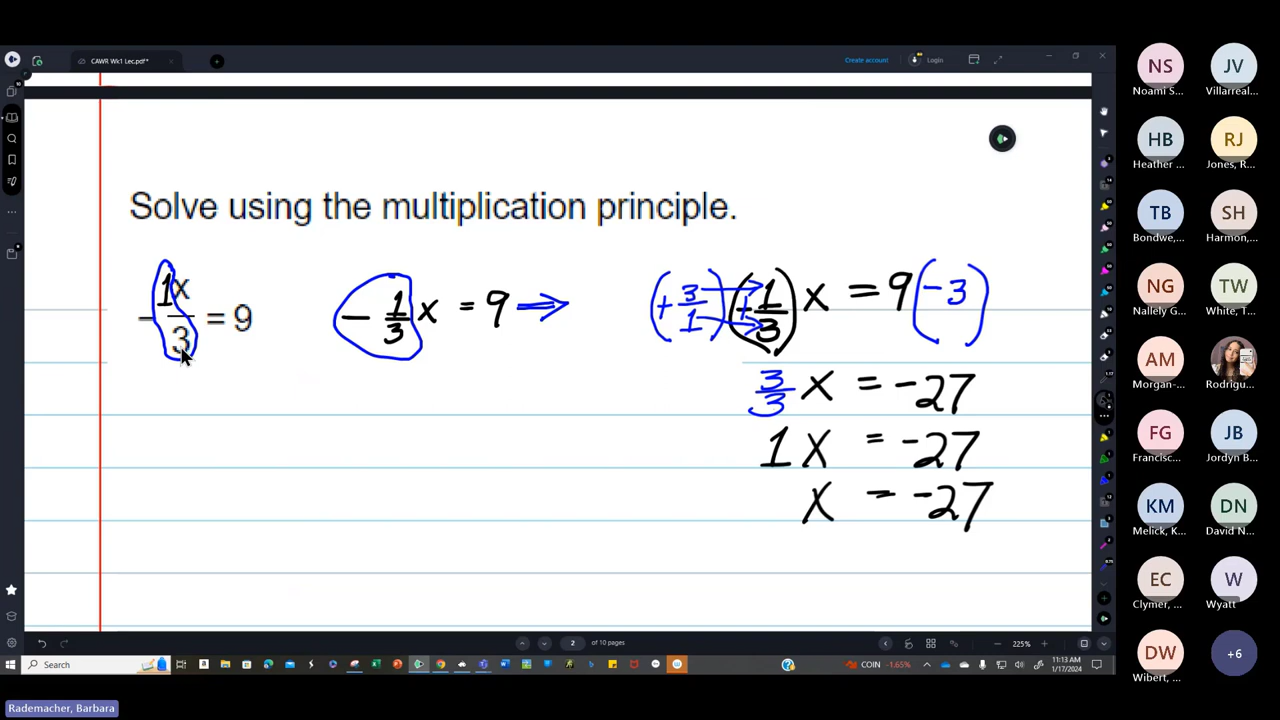 CAWR Wk1 Lec.pdf*
Create account
Login
Solve using the multiplication principle.
- 1x/3 = 9
- 1/3 x = 9 ⇒
(+ 3/1) (+ 1/3) x = 9 (-3)
3/3 x = -27
1x = -27
x = -27
2 of 10 pages
225%
Search
COIN -1.65%
11:13 AM
1/17/2024
NS
Noami S...
JV
Villarreal...
HB
Heather ...
RJ
Jones, R...
TB
Bondwe,...
SH
Harmon,...
NG
Nallely G...
TW
White, T...
AM
Morgan-...
Rodrigu...
FG
Francisc...
JB
Jordyn B...
KM
Melick, K...
DN
David N...
EC
Clymer, ...
W
Wyatt
DW
Wibert, ...
+6
Rademacher, Barbara